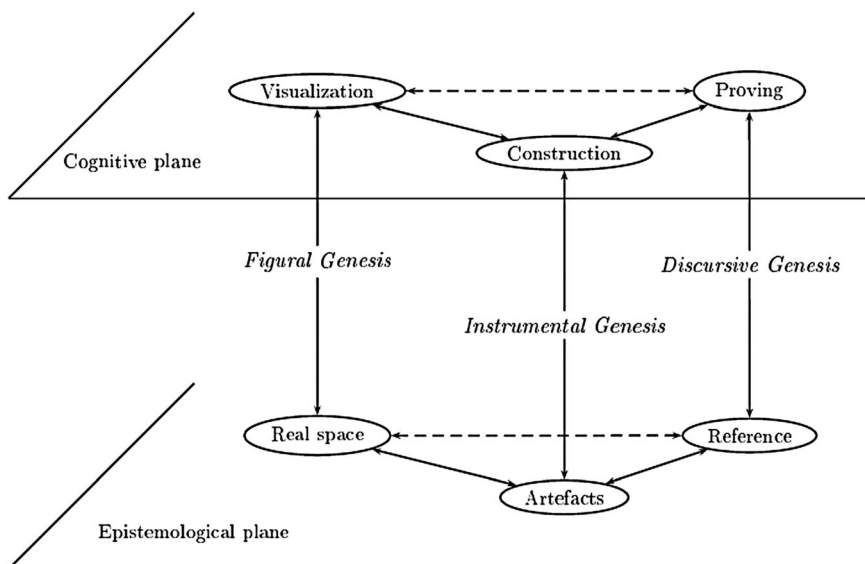 Visualization
Proving
Construction
Cognitive plane
Figural Genesis
Discursive Genesis
Instrumental Genesis
Real space
Reference
Artefacts
Epistemological plane